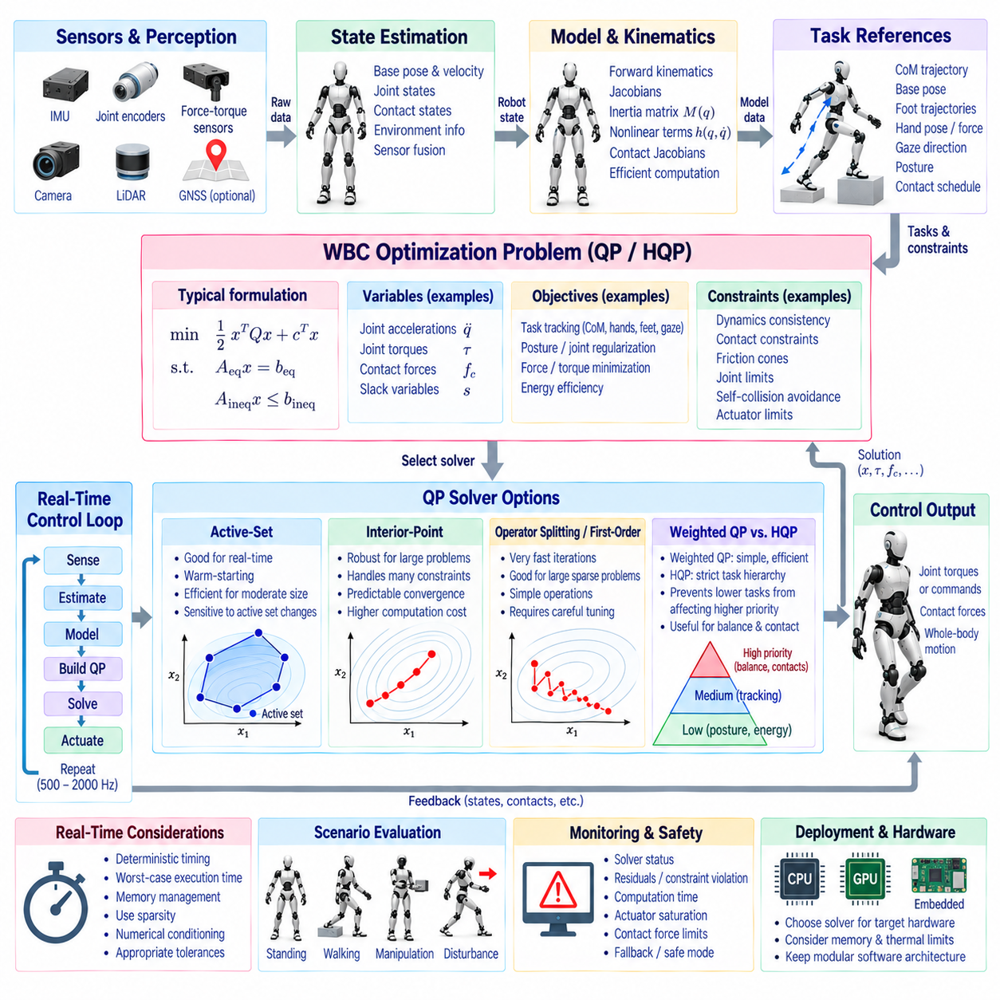 Sensors & Perception
IMU
Joint encoders
Force-torque
sensors
Camera
LiDAR
GNSS (optional)
Raw
data
State Estimation
Base pose & velocity
Joint states
Contact states
Environment info
Sensor fusion
Robot
state
Model & Kinematics
Forward kinematics
Jacobians
Inertia matrix M(q)
Nonlinear terms h(q, q̇)
Contact Jacobians
Efficient computation
Model
data
Task References
CoM trajectory
Base pose
Foot trajectories
Hand pose / force
Gaze direction
Posture
Contact schedule
Tasks &
constraints
WBC Optimization Problem (QP / HQP)
Typical formulation
min 1/2 x^T Qx + c^T x
s.t. A_eq x = b_eq
A_ineq x ≤ b_ineq
Variables (examples)
Joint accelerations q̈
Joint torques τ
Contact forces f_c
Slack variables s
Objectives (examples)
Task tracking (CoM, hands, feet, gaze)
Posture / joint regularization
Force / torque minimization
Energy efficiency
Constraints (examples)
Dynamics consistency
Contact constraints
Friction cones
Joint limits
Self-collision avoidance
Actuator limits
Select solver
Solution
(x, τ, f_c, ...)
Real-Time
Control Loop
Sense
Estimate
Model
Build QP
Solve
Actuate
Repeat
(500 – 2000 Hz)
QP Solver Options
Active-Set
• Good for real-time
• Warm-starting
• Efficient for moderate size
• Sensitive to active set changes
x_2
Active set
x_1
Interior-Point
• Robust for large problems
• Handles many constraints
• Predictable convergence
• Higher computation cost
x_2
x_1
Operator Splitting / First-Order
• Very fast iterations
• Good for large sparse problems
• Simple operations
• Requires careful tuning
x_2
x_1
Weighted QP vs. HQP
• Weighted QP: simple, efficient
• HQP: strict task hierarchy
• Prevents lower tasks from
affecting higher priority
• Useful for balance & contact
High priority
(balance, contacts)
Medium (tracking)
Low (posture, energy)
Control Output
Joint torques
or commands
Contact forces
Whole-body
motion
Feedback (states, contacts, etc.)
Real-Time Considerations
• Deterministic timing
• Worst-case execution time
• Memory management
• Use sparsity
• Numerical conditioning
• Appropriate tolerances
Scenario Evaluation
Standing
Walking
Manipulation
Disturbance
Monitoring & Safety
• Solver status
• Residuals / constraint violation
• Computation time
• Actuator saturation
• Contact force limits
• Fallback / safe mode
Deployment & Hardware
CPU
GPU
Embedded
• Choose solver for target hardware
• Consider memory & thermal limits
• Keep modular software architecture